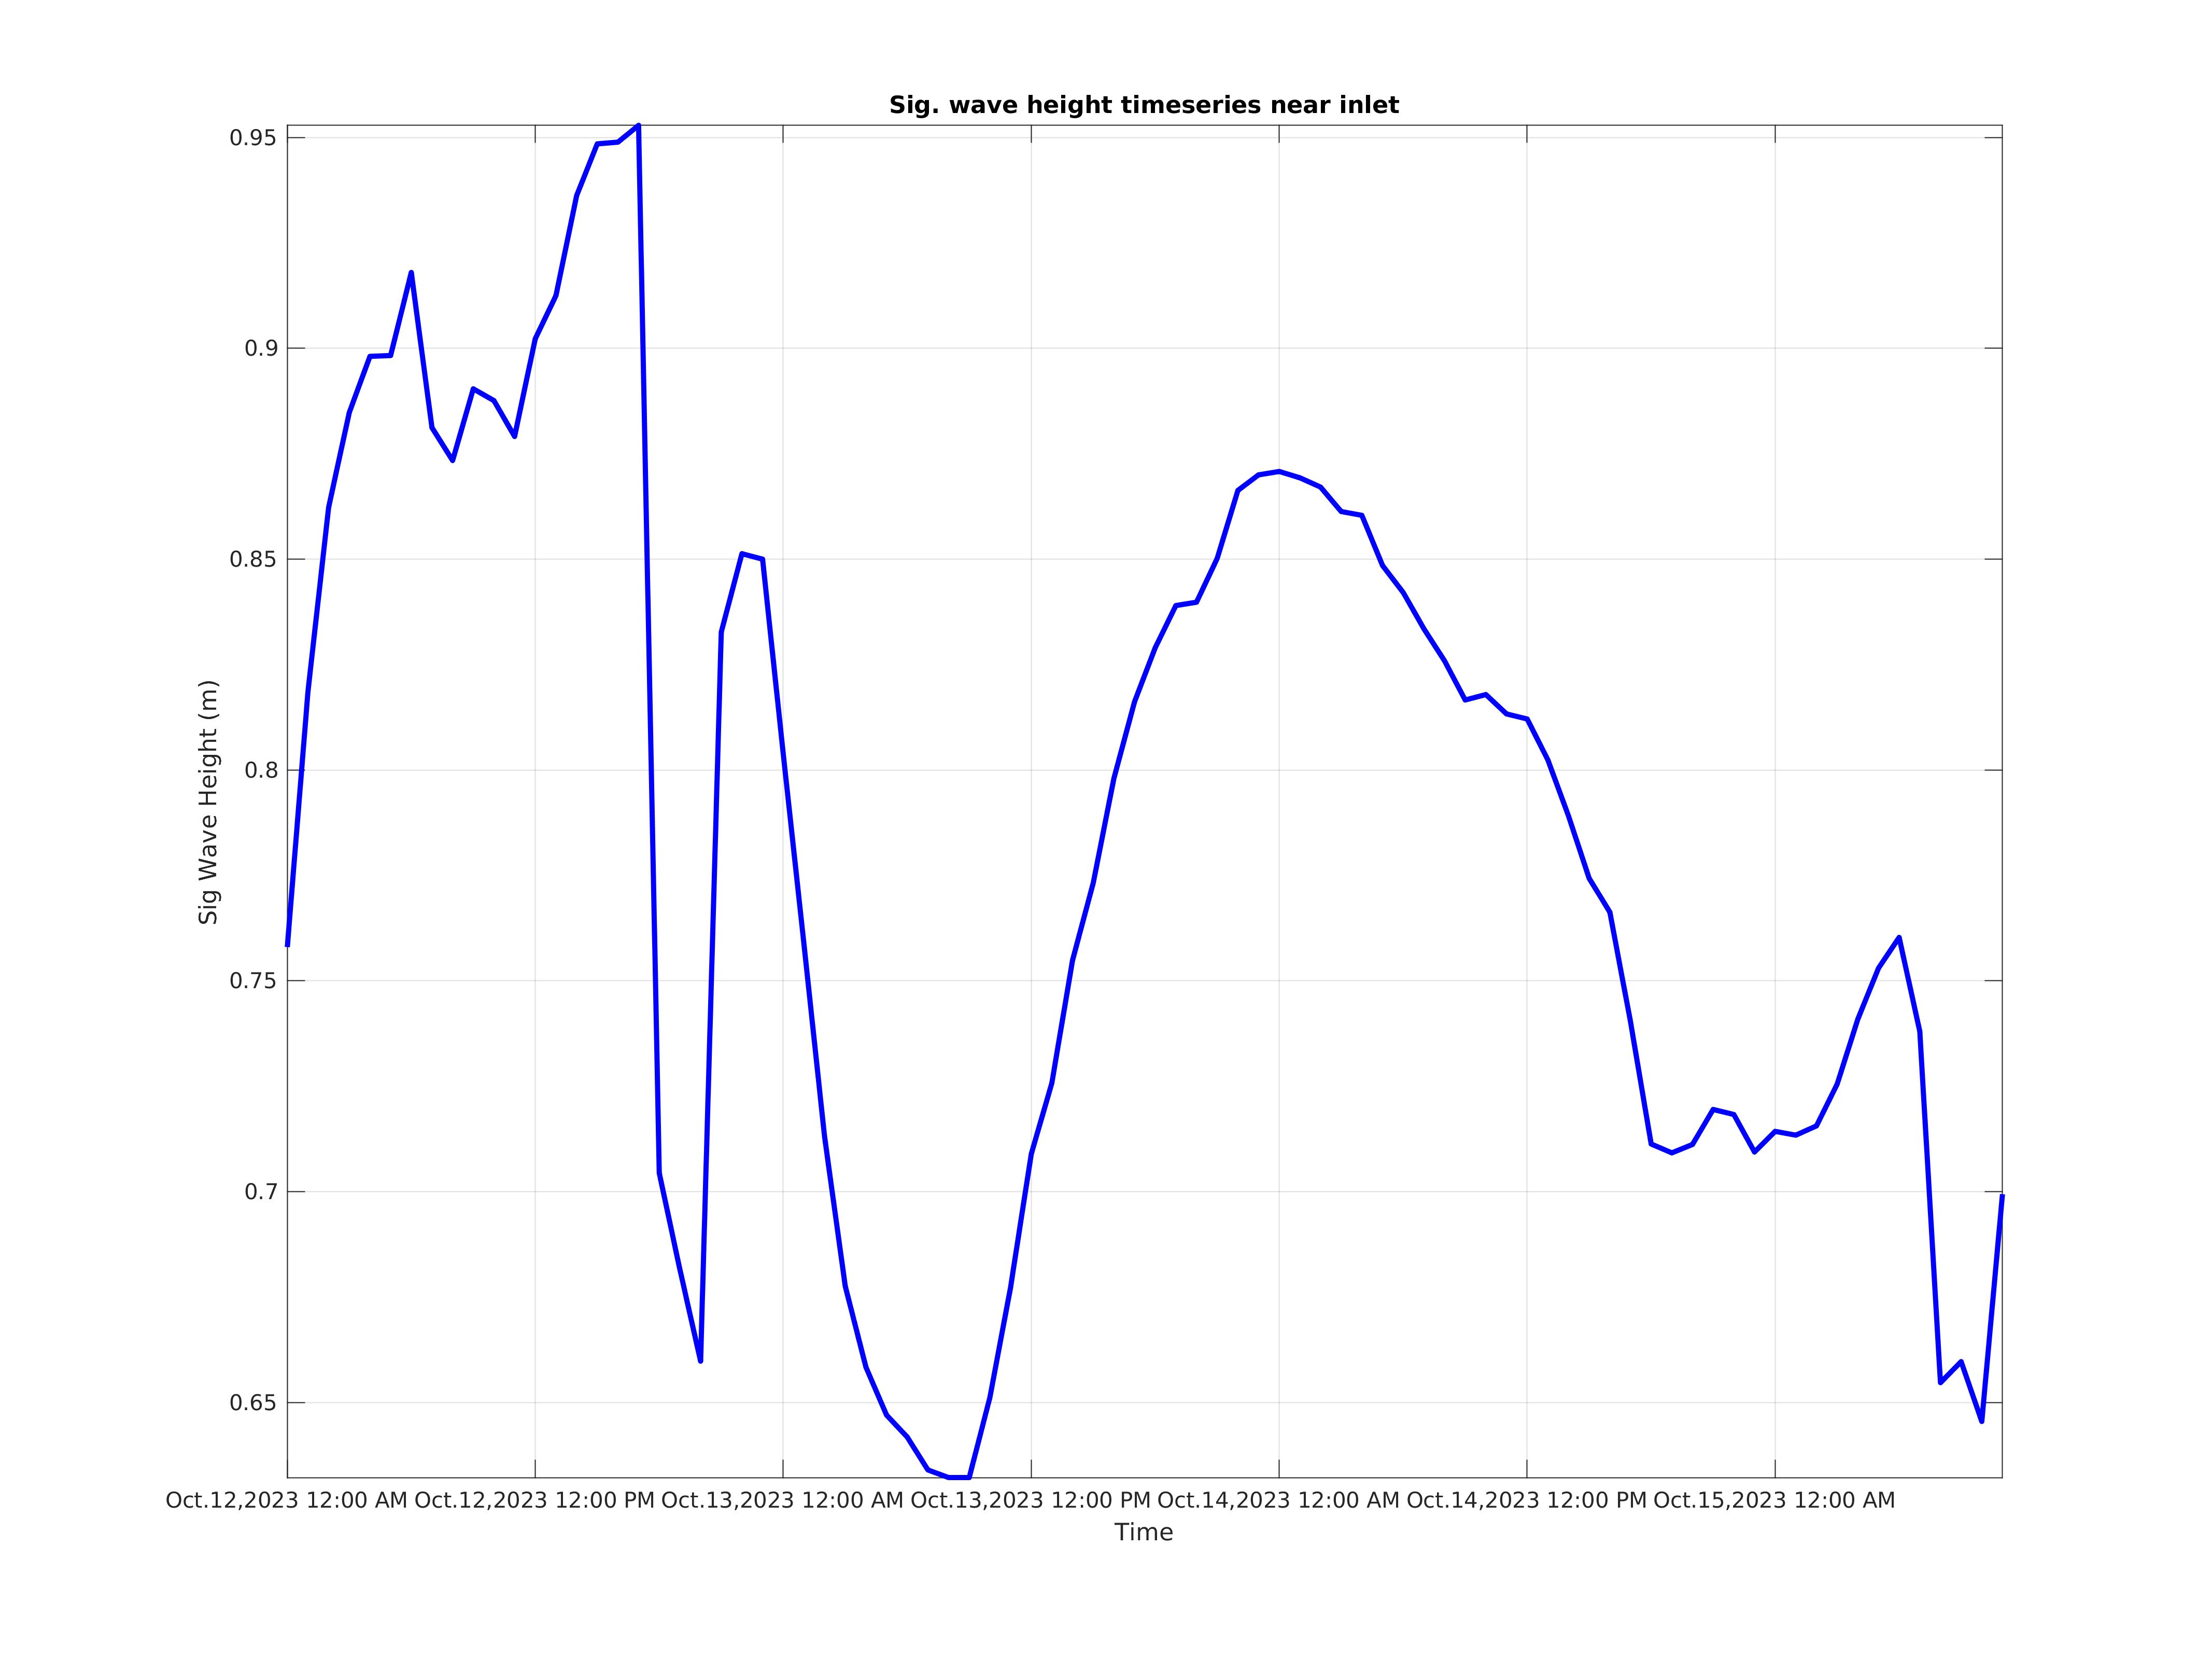 Sig. wave height timeseries near inlet
0.95
0.9
0.85
0.8
0.75
0.7
0.65
Sig Wave Height (m)
Oct.12,2023 12:00 AM Oct.12,2023 12:00 PM Oct.13,2023 12:00 AM Oct.13,2023 12:00 PM Oct.14,2023 12:00 AM Oct.14,2023 12:00 PM Oct.15,2023 12:00 AM
Time